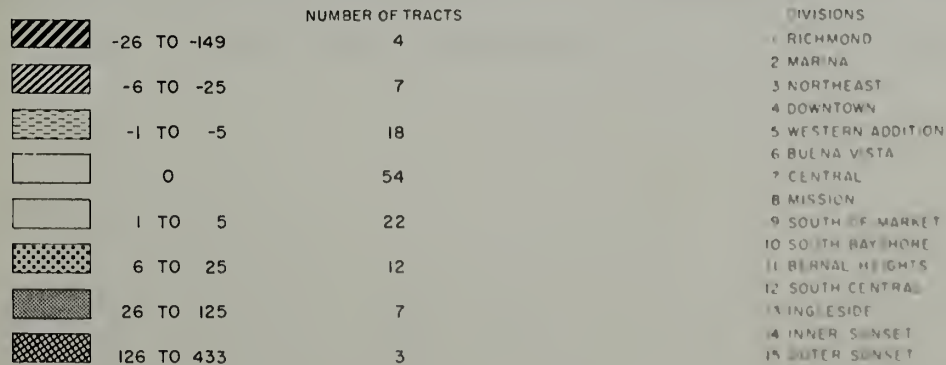 NUMBER OF TRACTS
-26 TO -149 4
-6 TO -25 7
-1 TO -5 18
0 54
1 TO 5 22
6 TO 25 12
26 TO 125 7
126 TO 433 3
DIVISIONS
1 RICHMOND
2 MARINA
3 NORTHEAST
4 DOWNTOWN
5 WESTERN ADDITION
6 BUENA VISTA
7 CENTRAL
8 MISSION
9 SOUTH OF MARKET
10 SOUTH BAYSHORE
11 BERNAL HEIGHTS
12 SOUTH CENTRAL
13 INGLESIDE
14 INNER SUNSET
15 OUTER SUNSET